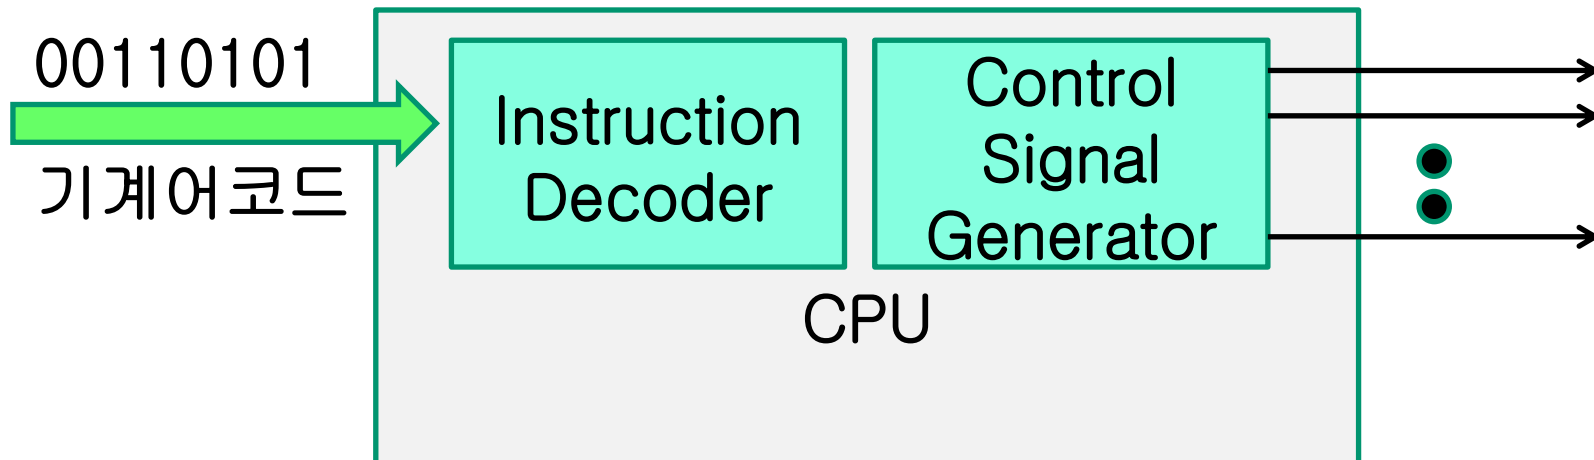 00110101
기계어코드
Instruction
Decoder
Control
Signal
Generator
CPU